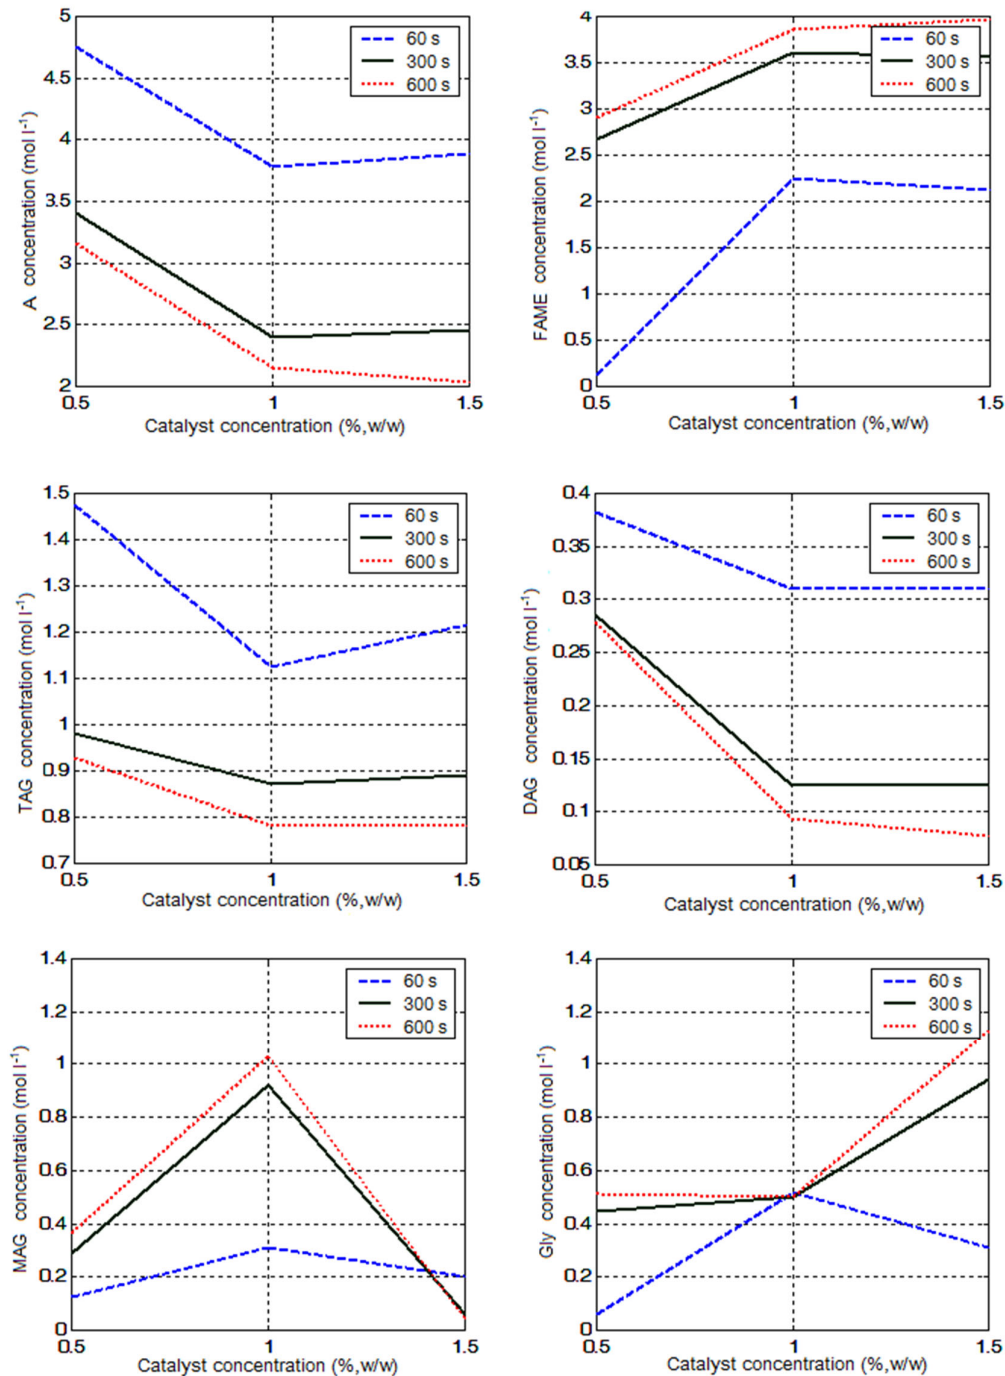 5
4.5
4
3.5
3
2.5
2
0.5
1
1.5
A concentration (mol l⁻¹)
Catalyst concentration (%,w/w)
60 s
300 s
600 s
4
3.5
3
2.5
2
1.5
1
0.5
0
0.5
1
1.5
FAME concentration (mol l⁻¹)
Catalyst concentration (%,w/w)
60 s
300 s
600 s
1.5
1.4
1.3
1.2
1.1
1
0.9
0.8
0.7
0.5
1
1.5
TAG concentration (mol l⁻¹)
Catalyst concentration (%,w/w)
60 s
300 s
600 s
0.4
0.35
0.3
0.25
0.2
0.15
0.1
0.05
0.5
1
1.5
DAG concentration (mol l⁻¹)
Catalyst concentration (%,w/w)
60 s
300 s
600 s
1.4
1.2
1
0.8
0.6
0.4
0.2
0
0.5
1
1.5
MAG concentration (mol l⁻¹)
Catalyst concentration (%,w/w)
60 s
300 s
600 s
1.4
1.2
1
0.8
0.6
0.4
0.2
0
0.5
1
1.5
Gly concentration (mol l⁻¹)
Catalyst concentration (%,w/w)
60 s
300 s
600 s